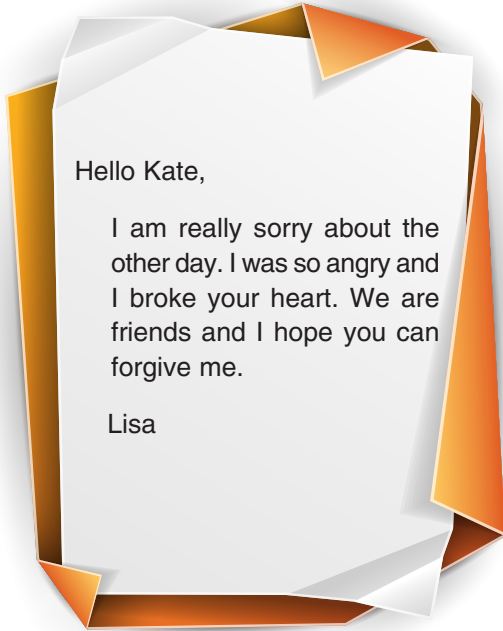 Hello Kate,
I am really sorry about the
other day. I was so angry and
I broke your heart. We are
friends and I hope you can
forgive me.
Lisa